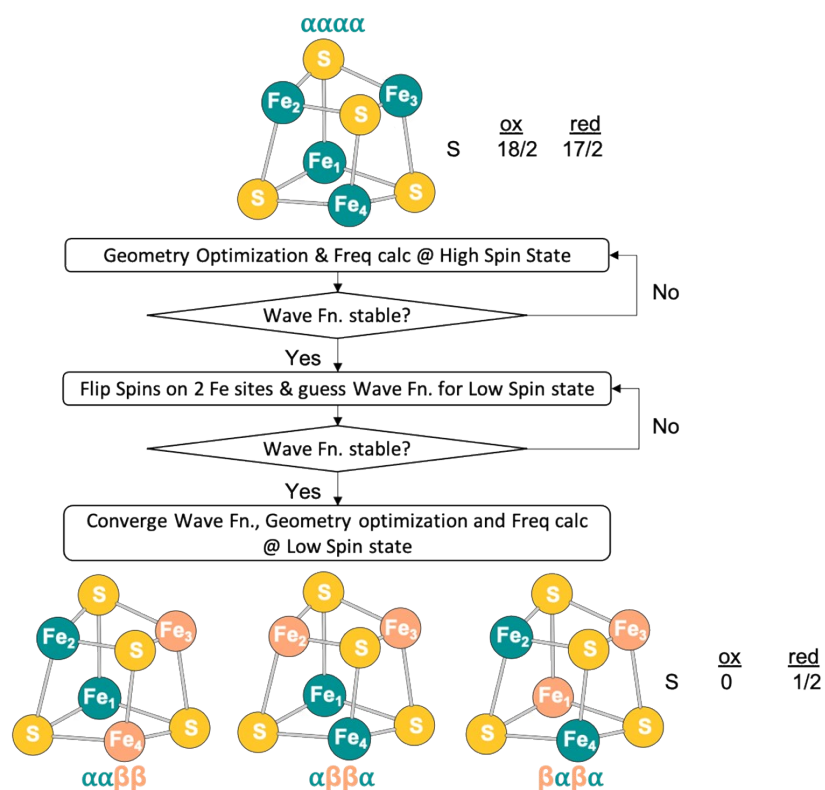 αααα
S
Fe2 Fe3
S
Fe1
S S
Fe4
ox red
S 18/2 17/2
Geometry Optimization & Freq calc @ High Spin State
No
Wave Fn. stable?
Yes
Flip Spins on 2 Fe sites & guess Wave Fn. for Low Spin state
No
Wave Fn. stable?
Yes
Converge Wave Fn., Geometry optimization and Freq calc
@ Low Spin state
S
Fe2 Fe3
S
Fe1
S S
Fe4
ααββ
S
Fe2 Fe3
S
Fe1
S S
Fe4
αββα
S
Fe2 Fe3
S
Fe1
S S
Fe4
βαβα
ox red
S 0 1/2